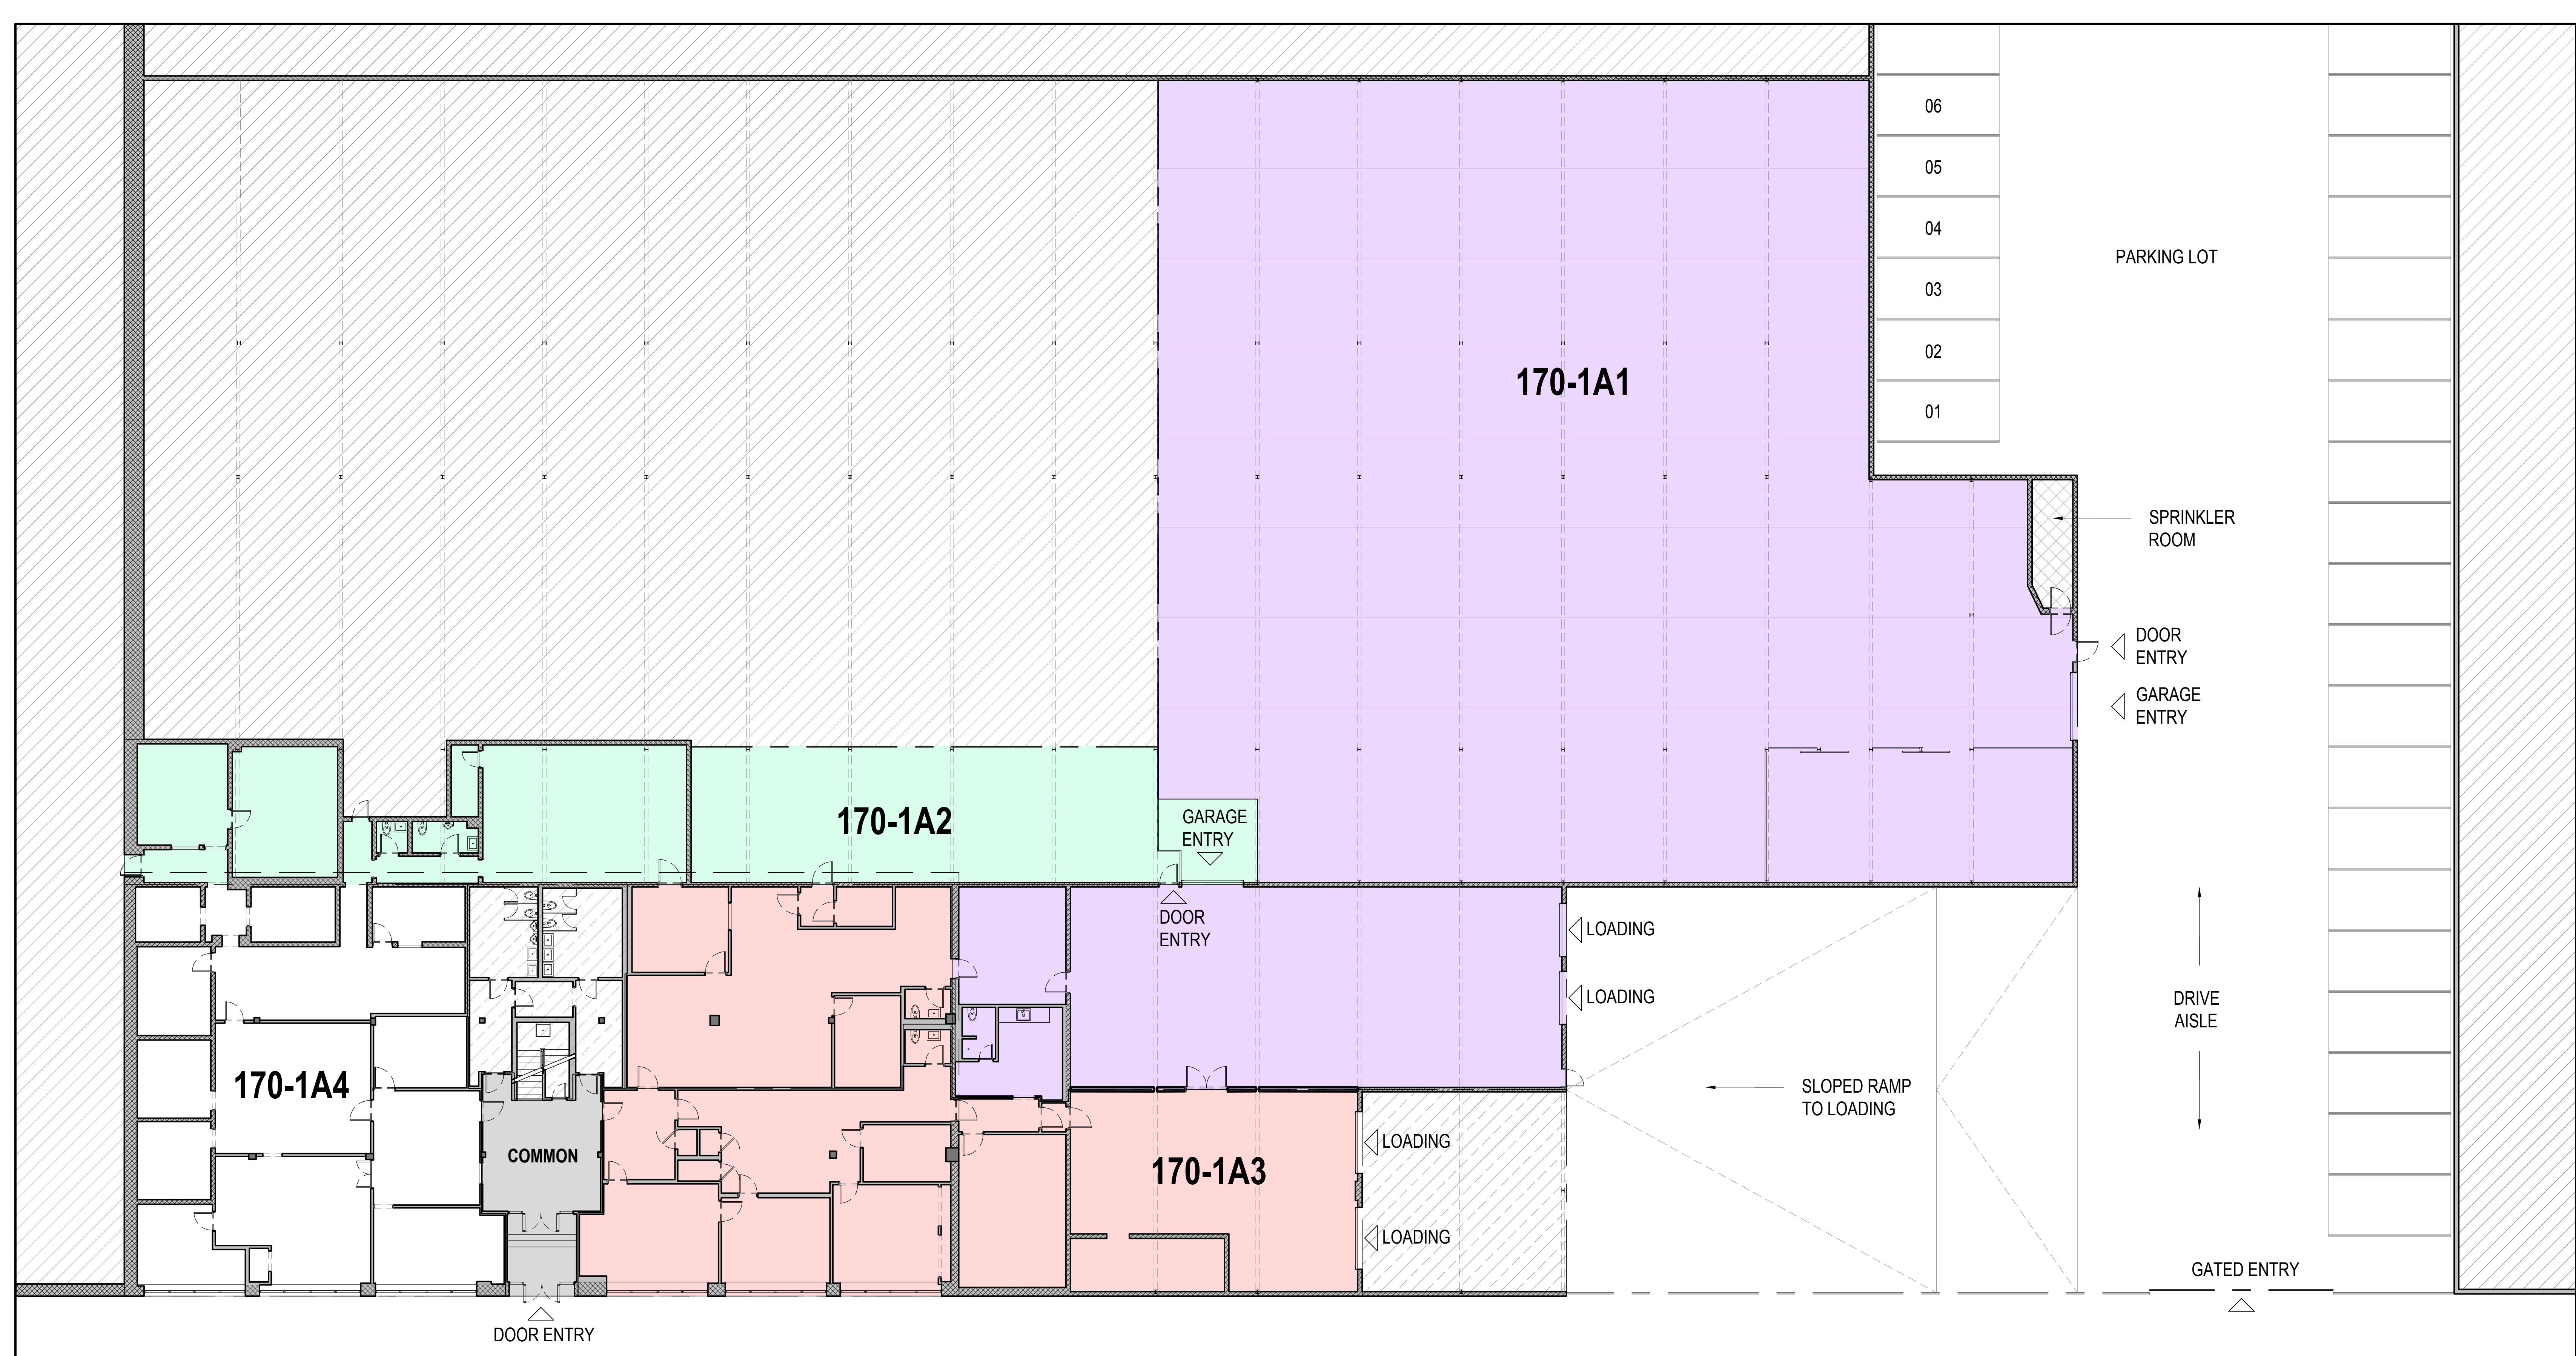 06
05
04
03
02
01
PARKING LOT
170-1A1
SPRINKLER
ROOM
DOOR
ENTRY
GARAGE
ENTRY
170-1A2
GARAGE
ENTRY
DOOR
ENTRY
LOADING
LOADING
DRIVE
AISLE
170-1A4
SLOPED RAMP
TO LOADING
COMMON
LOADING
170-1A3
LOADING
GATED ENTRY
DOOR ENTRY